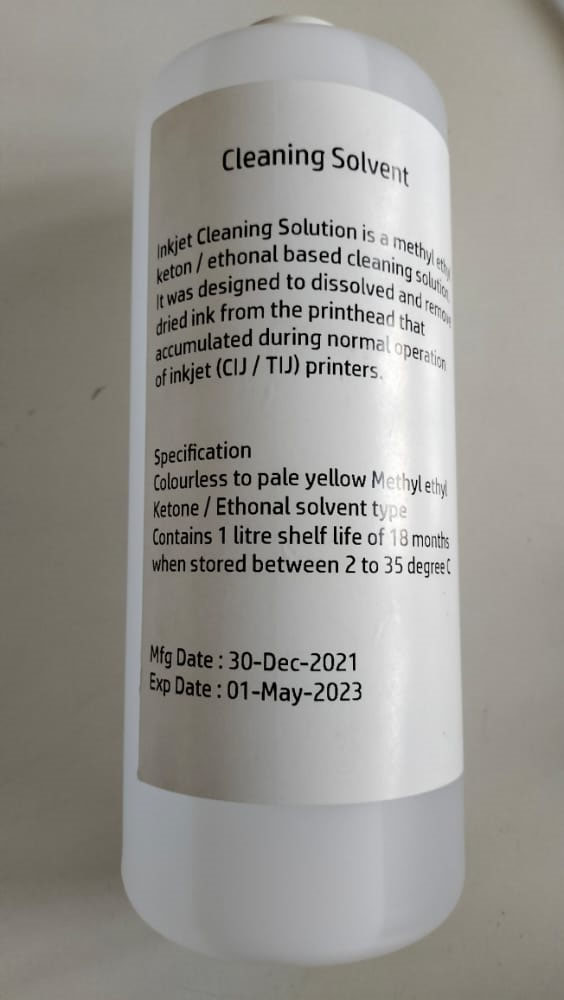 Cleaning Solvent
Inkjet Cleaning Solution is a methyl ethy
keton / ethonal based cleaning solution.
It was designed to dissolved and remove
dried ink from the printhead that
accumulated during normal operation
of inkjet (CIJ / TIJ) printers.
Specification
Colourless to pale yellow Methyl ethyl
Ketone / Ethonal solvent type
Contains 1 litre shelf life of 18 months
when stored between 2 to 35 degree C
Mfg Date : 30-Dec-2021
Exp Date : 01-May-2023